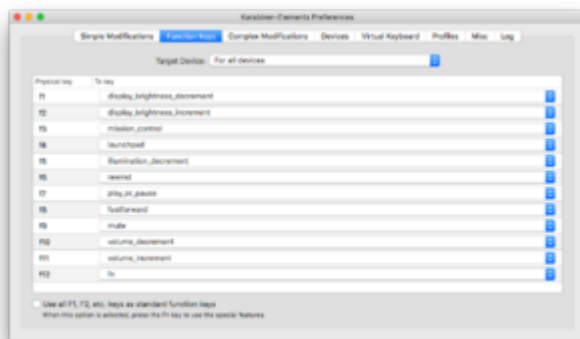 Karabiner-Elements Preferences
Simple Modifications Function Keys Complex Modifications Devices Virtual Keyboard Profiles Misc Log
Target Device: For all devices
Physical key To key
f1 display_brightness_decrement
f2 display_brightness_increment
f3 mission_control
f4 launchpad
f5 illumination_decrement
f6 rewind
f7 play_or_pause
f8 fastforward
f9 mute
f10 volume_decrement
f11 volume_increment
f12 fn
Use all F1, F2, etc. keys as standard function keys
When this option is selected, press the Fn key to use the special features.